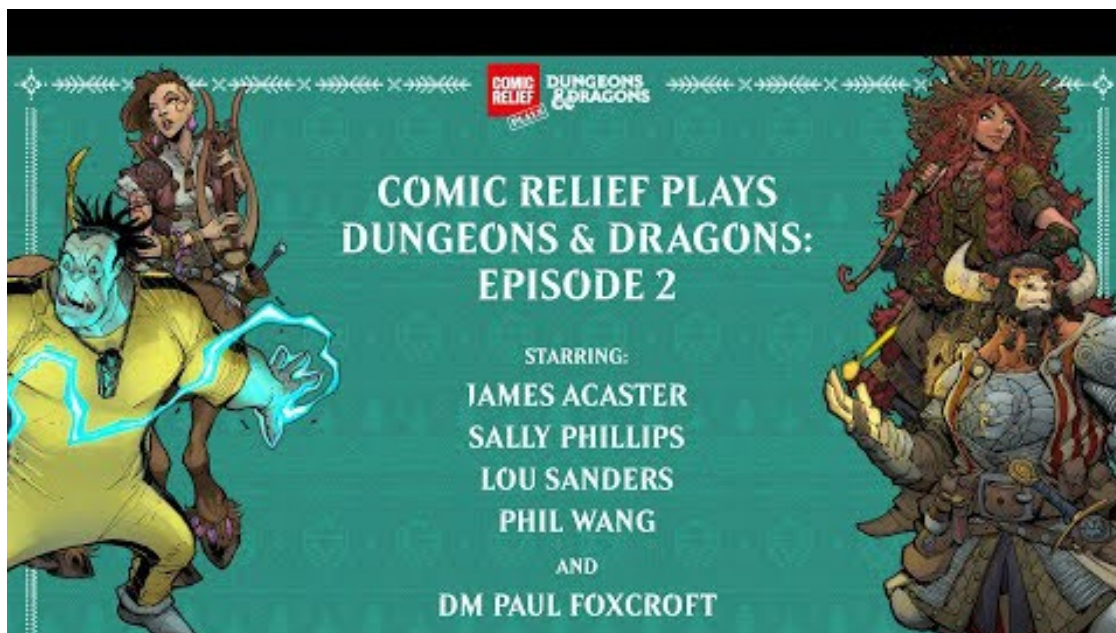 COMIC
RELIEF
PLAYS
DUNGEONS
& DRAGONS
COMIC RELIEF PLAYS
DUNGEONS & DRAGONS:
EPISODE 2
STARRING:
JAMES ACASTER
SALLY PHILLIPS
LOU SANDERS
PHIL WANG
AND
DM PAUL FOXCROFT